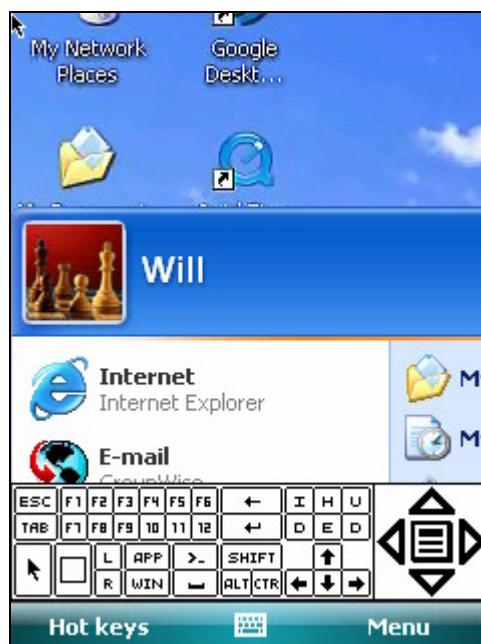 My Network
Places
Google
Deskt...
Will
Internet
Internet Explorer
E-mail
GroupWise
ESC F1 F2 F3 F4 F5 F6 ← I H U
TAB F7 F8 F9 10 11 12 ↵ D E D
L APP >_ SHIFT ↑
R WIN ALT CTR ← ↓ →
Hot keys Menu